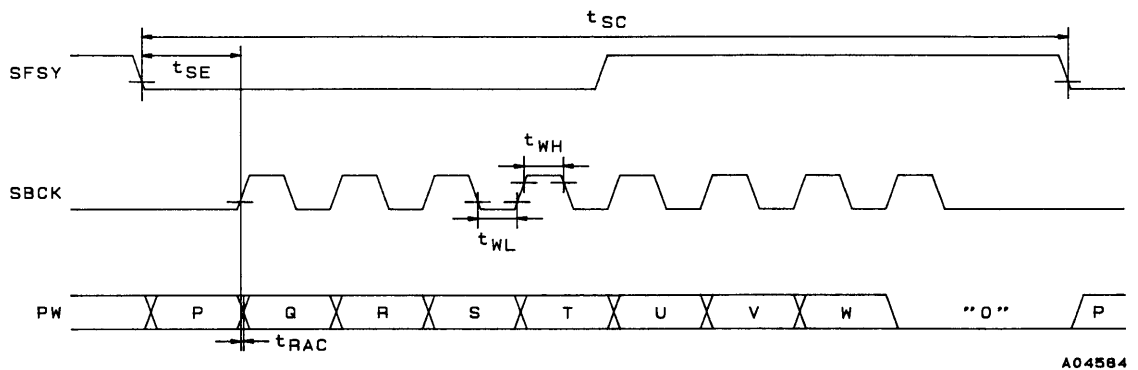 tSC
SFSY
tSE
SBCK
tWH
tWL
PW P Q R S T U V W "0" P
tRAC
A04584